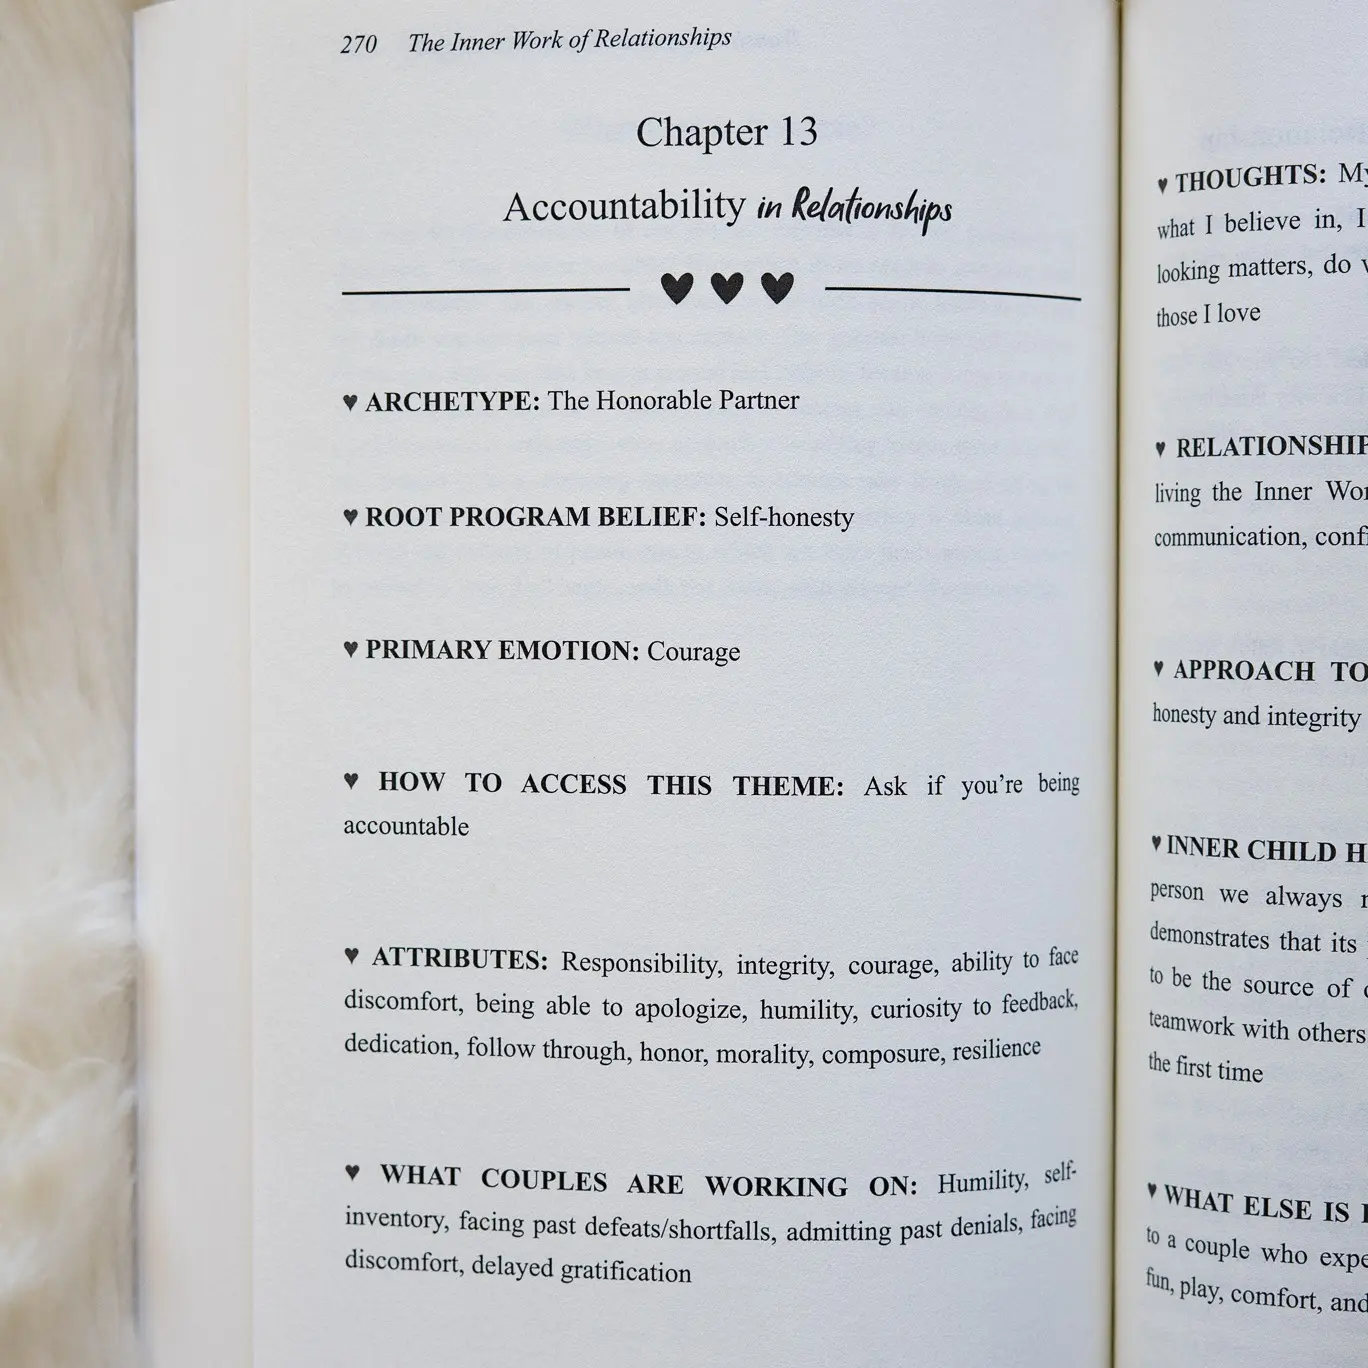 270 The Inner Work of Relationships
Chapter 13
Accountability in Relationships
♥ ARCHETYPE: The Honorable Partner
♥ ROOT PROGRAM BELIEF: Self-honesty
♥ PRIMARY EMOTION: Courage
♥ HOW TO ACCESS THIS THEME: Ask if you’re being
accountable
♥ ATTRIBUTES: Responsibility, integrity, courage, ability to face
discomfort, being able to apologize, humility, curiosity to feedback,
dedication, follow through, honor, morality, composure, resilience
♥ WHAT COUPLES ARE WORKING ON: Humility, self-
inventory, facing past defeats/shortfalls, admitting past denials, facing
discomfort, delayed gratification
♥ THOUGHTS: My
what I believe in, I
looking matters, do
those I love
♥ RELATIONSHIP
living the Inner
communication,
♥ APPROACH TO
honesty and integrity
♥ INNER CHILD
person we always
demonstrates that its
to be the source of
teamwork with others
the first time
♥ WHAT ELSE IS
to a couple who
fun, play, comfort, and